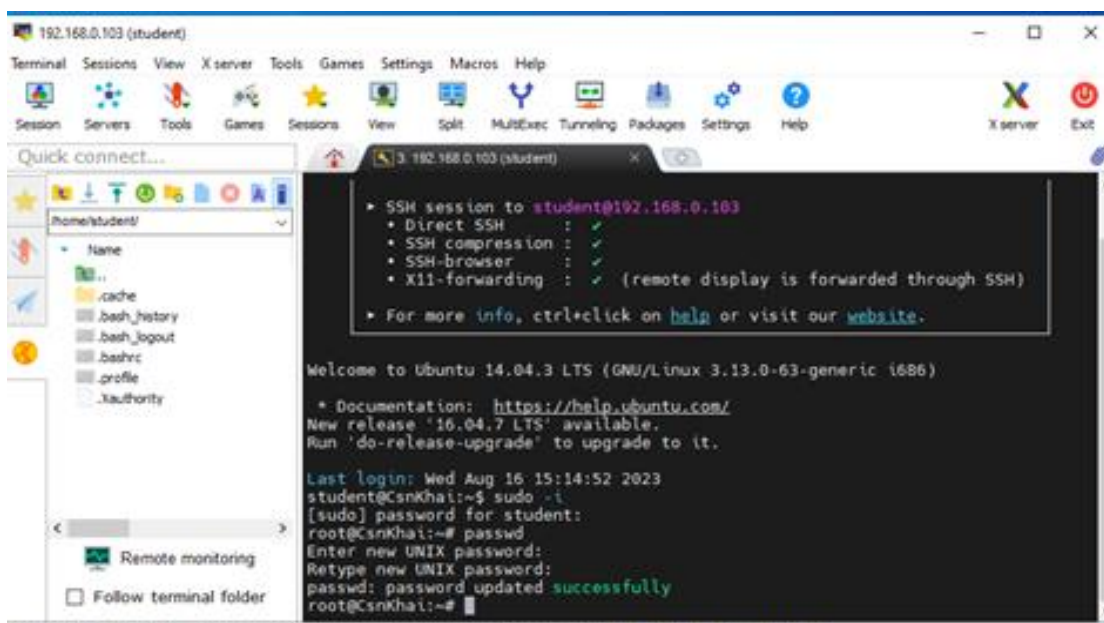 192.168.0.103 (student)
Terminal Sessions View X server Tools Games Settings Macros Help
Session Servers Tools Games Sessions View Split MultiExec Tunneling Packages Settings Help X server Exit
Quick connect...
3. 192.168.0.103 (student)
/home/student/
Name
..
.cache
.bash_history
.bash_logout
.bashrc
.profile
.Xauthority
Remote monitoring
Follow terminal folder
▸ SSH session to student@192.168.0.103
• Direct SSH : ✔
• SSH compression : ✔
• SSH-browser : ✔
• X11-forwarding : ✔ (remote display is forwarded through SSH)
▸ For more info, ctrl+click on help or visit our website.
Welcome to Ubuntu 14.04.3 LTS (GNU/Linux 3.13.0-63-generic i686)
* Documentation: https://help.ubuntu.com/
New release '16.04.7 LTS' available.
Run 'do-release-upgrade' to upgrade to it.
Last login: Wed Aug 16 15:14:52 2023
student@CsnKhai:~$ sudo -i
[sudo] password for student:
root@CsnKhai:~# passwd
Enter new UNIX password:
Retype new UNIX password:
passwd: password updated successfully
root@CsnKhai:~#